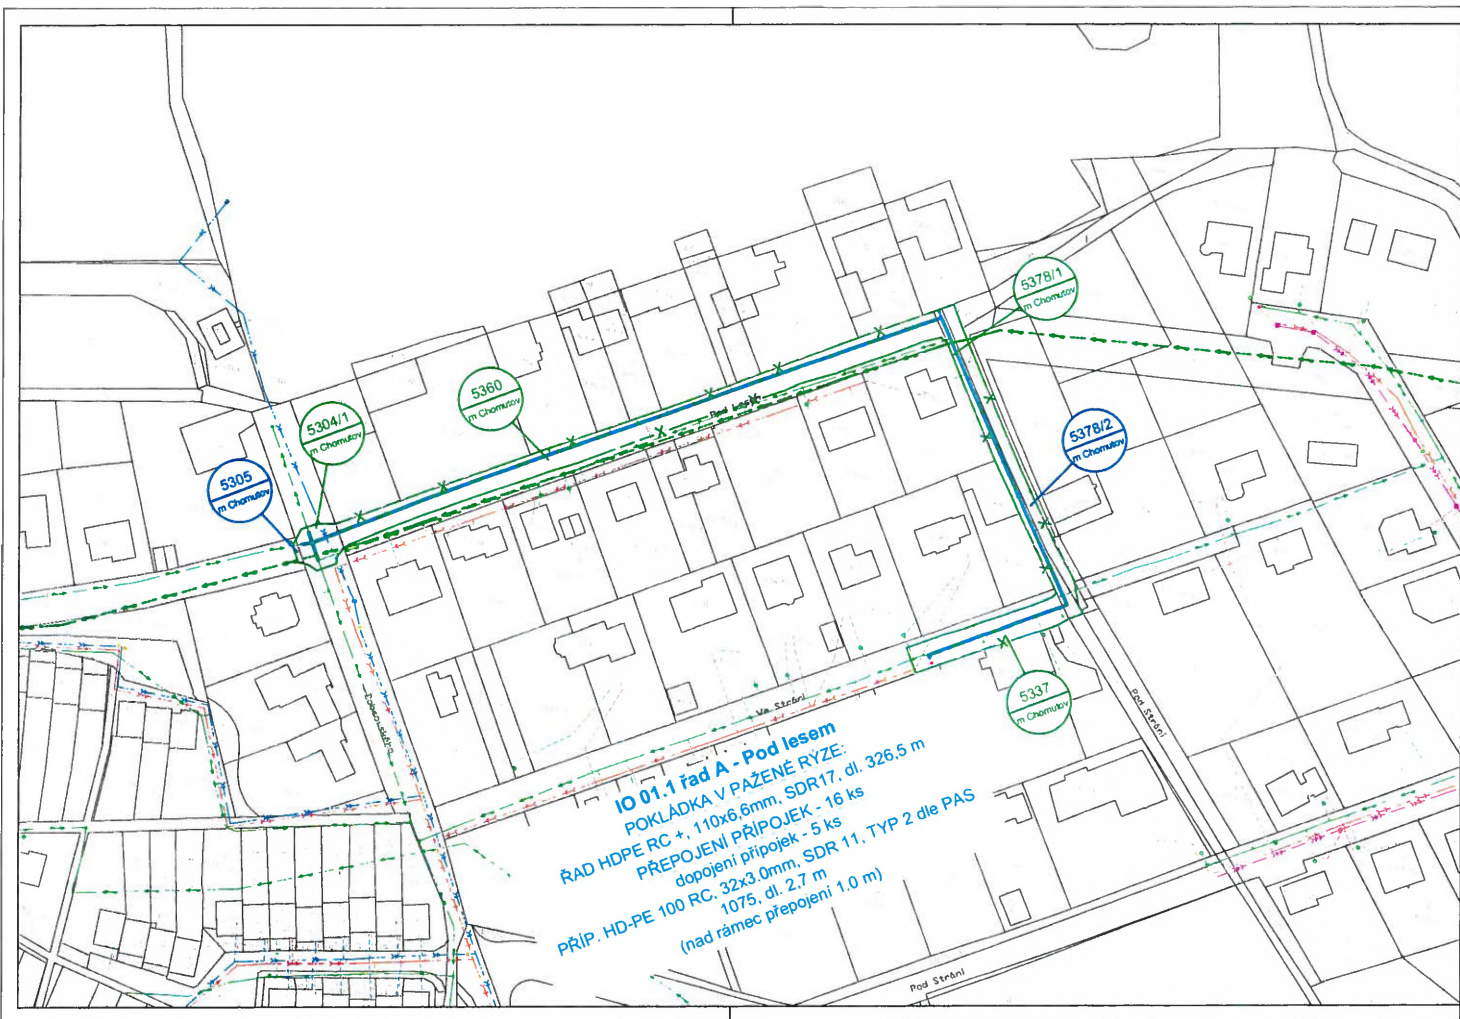 5378/1
m Chomutov
5360
m Chomutov
5304/1
m Chomutov
5305
m Chomutov
Pod Lesem
5378/2
m Chomutov
5337
m Chomutov
Ve Stráni
Pod Strání
IO 01.1 řad A - Pod lesem
POKLÁDKA V PAŽENÉ RÝZE:
ŘAD HDPE RC +, 110x6,6mm, SDR17, dl. 326,5 m
PŘEPOJENÍ PŘÍPOJEK - 16 ks
dopojení přípojek - 5 ks
PŘÍP. HD-PE 100 RC, 32x3.0mm, SDR 11, TYP 2 dle PAS
1075, dl. 2,7 m
(nad rámec přepojení 1,0 m)
Pod Strání